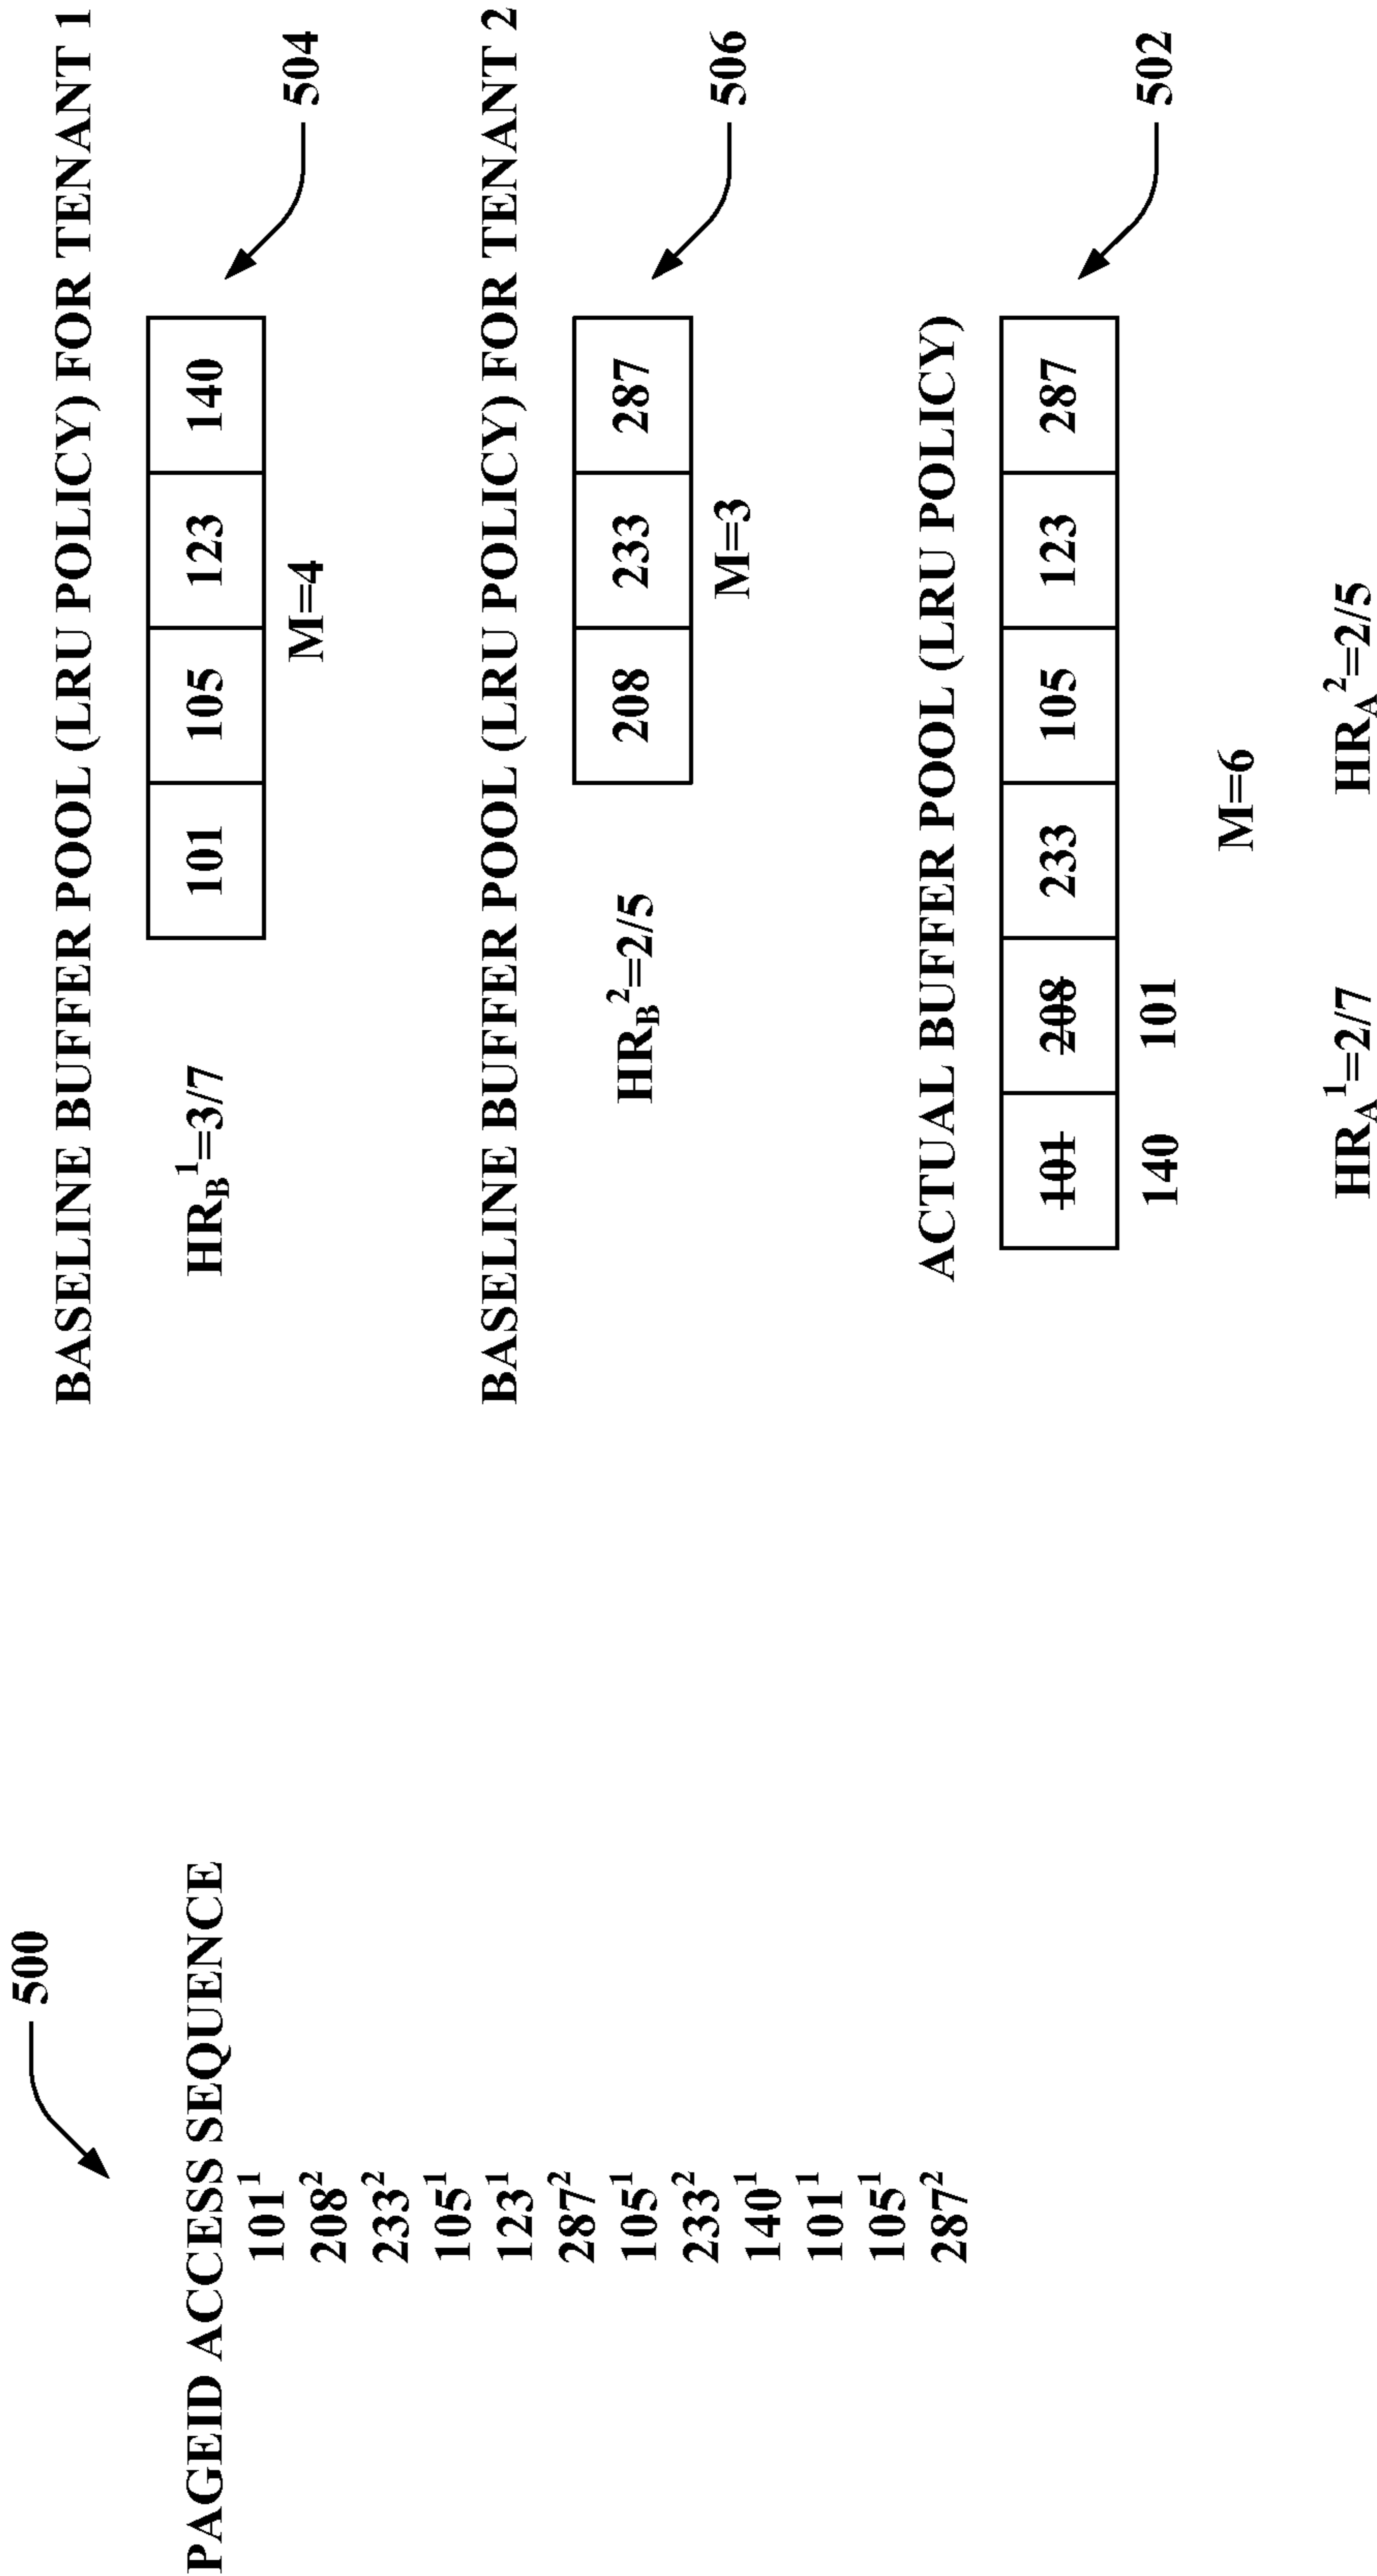 500
PAGEID ACCESS SEQUENCE
101¹
208²
233²
105¹
123¹
287²
105¹
233²
140¹
101¹
105¹
287²
BASELINE BUFFER POOL (LRU POLICY) FOR TENANT 1
HR_B¹=3/7
101 105 123 140
504
M=4
BASELINE BUFFER POOL (LRU POLICY) FOR TENANT 2
HR_B²=2/5
208 233 287
506
M=3
ACTUAL BUFFER POOL (LRU POLICY)
101 208 233 105 123 287
502
140 101
M=6
HR_A¹=2/7 HR_A²=2/5